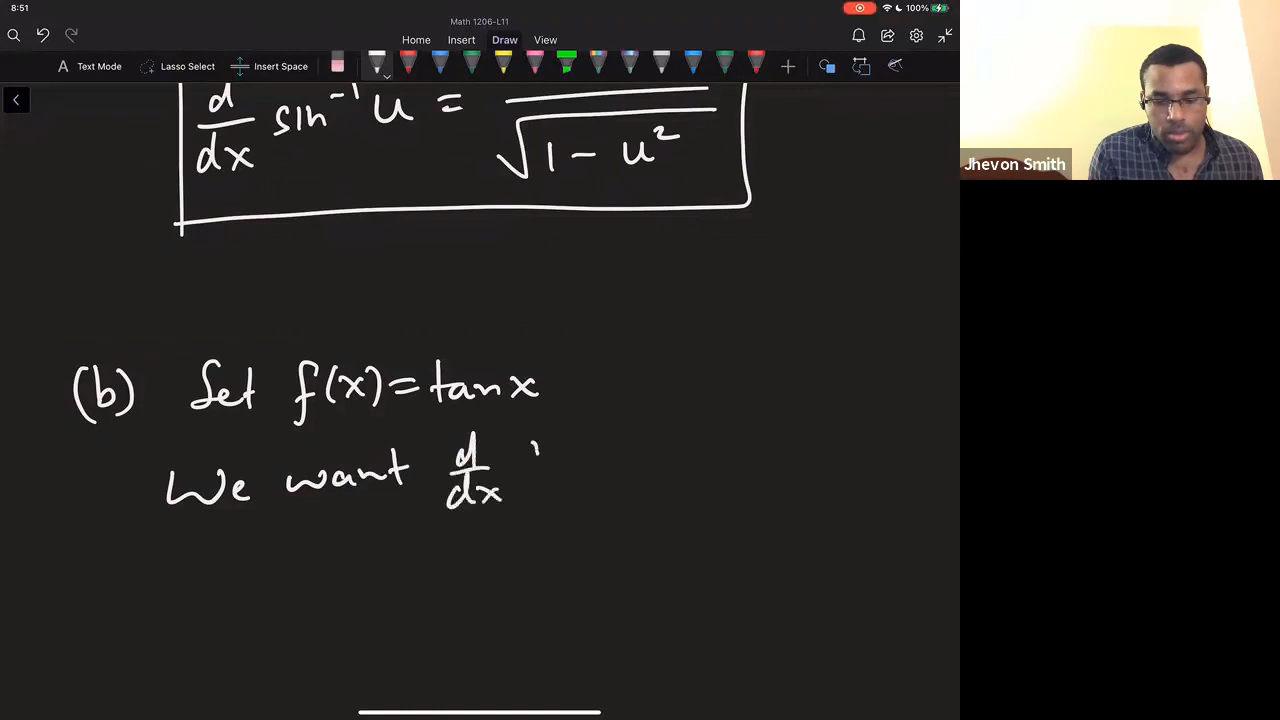 8:51
100%
Math 1206-L11
Home Insert Draw View
A Text Mode Lasso Select Insert Space
d/dx sin⁻¹ u = 
√(1 - u²)
Jhevon Smith
(b) Set f(x) = tan x
We want d/dx